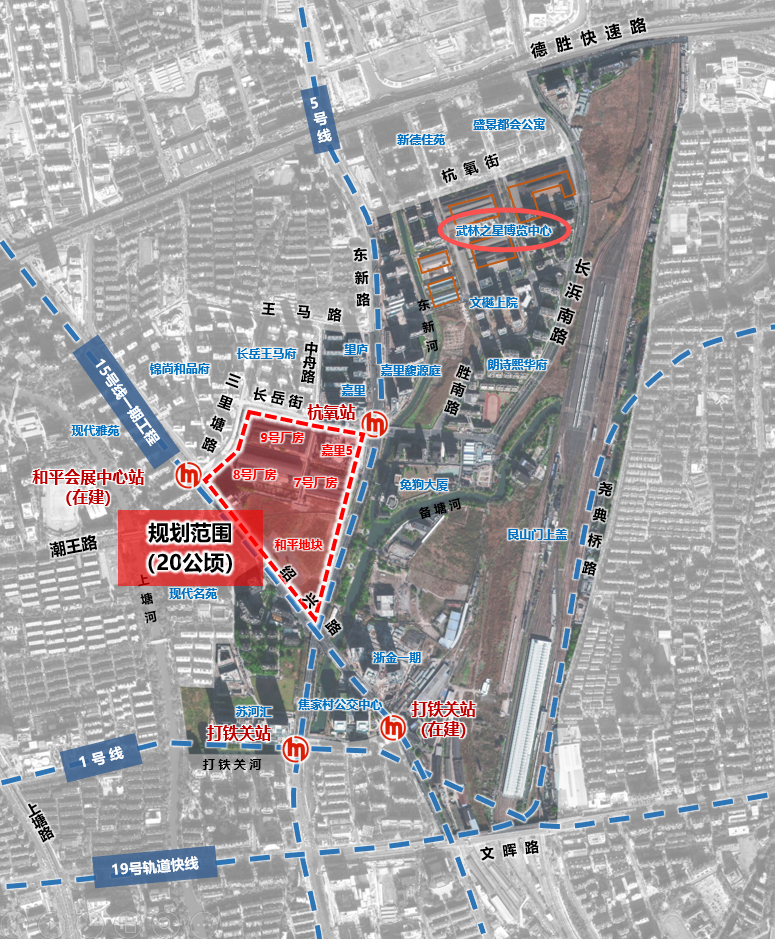 德胜快速路
5号线
盛景都会公寓
新德佳苑
杭氧街
武林之星博览中心
东新路
长浜南路
文樾上院
东新河
王马路
中舟路
望庐
长岳王马府
锦尚和品府
15号线一期工程
嘉里馥源庭
朗诗熙华府
胜南路
三里塘路
长岳街
嘉里
杭氧站
现代雅苑
9号厂房
嘉里5
8号厂房
7号厂房
和平会展中心站
(在建)
兔狗大厦
备塘河
尧典桥路
规划范围
(20公顷)
潮王路
和平地块
艮山门上盖
上塘河
现代名苑
绍兴路
浙金一期
苏河汇
焦家村公交中心
打铁关站
打铁关站
(在建)
1号线
打铁关河
上塘路
19号轨道快线
文晖路